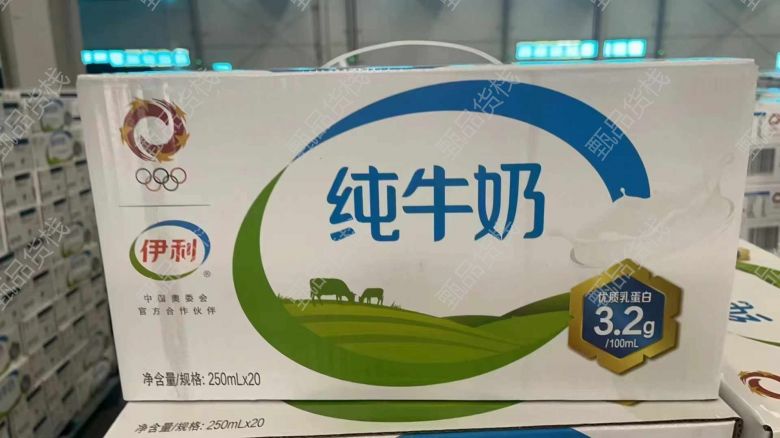 纯牛奶
伊利
®
中国奥委会
官方合作伙伴
优质乳蛋白
3.2g
/100mL
净含量/规格: 250mLx20
净含量/规格: 250mLx20
甄品货栈